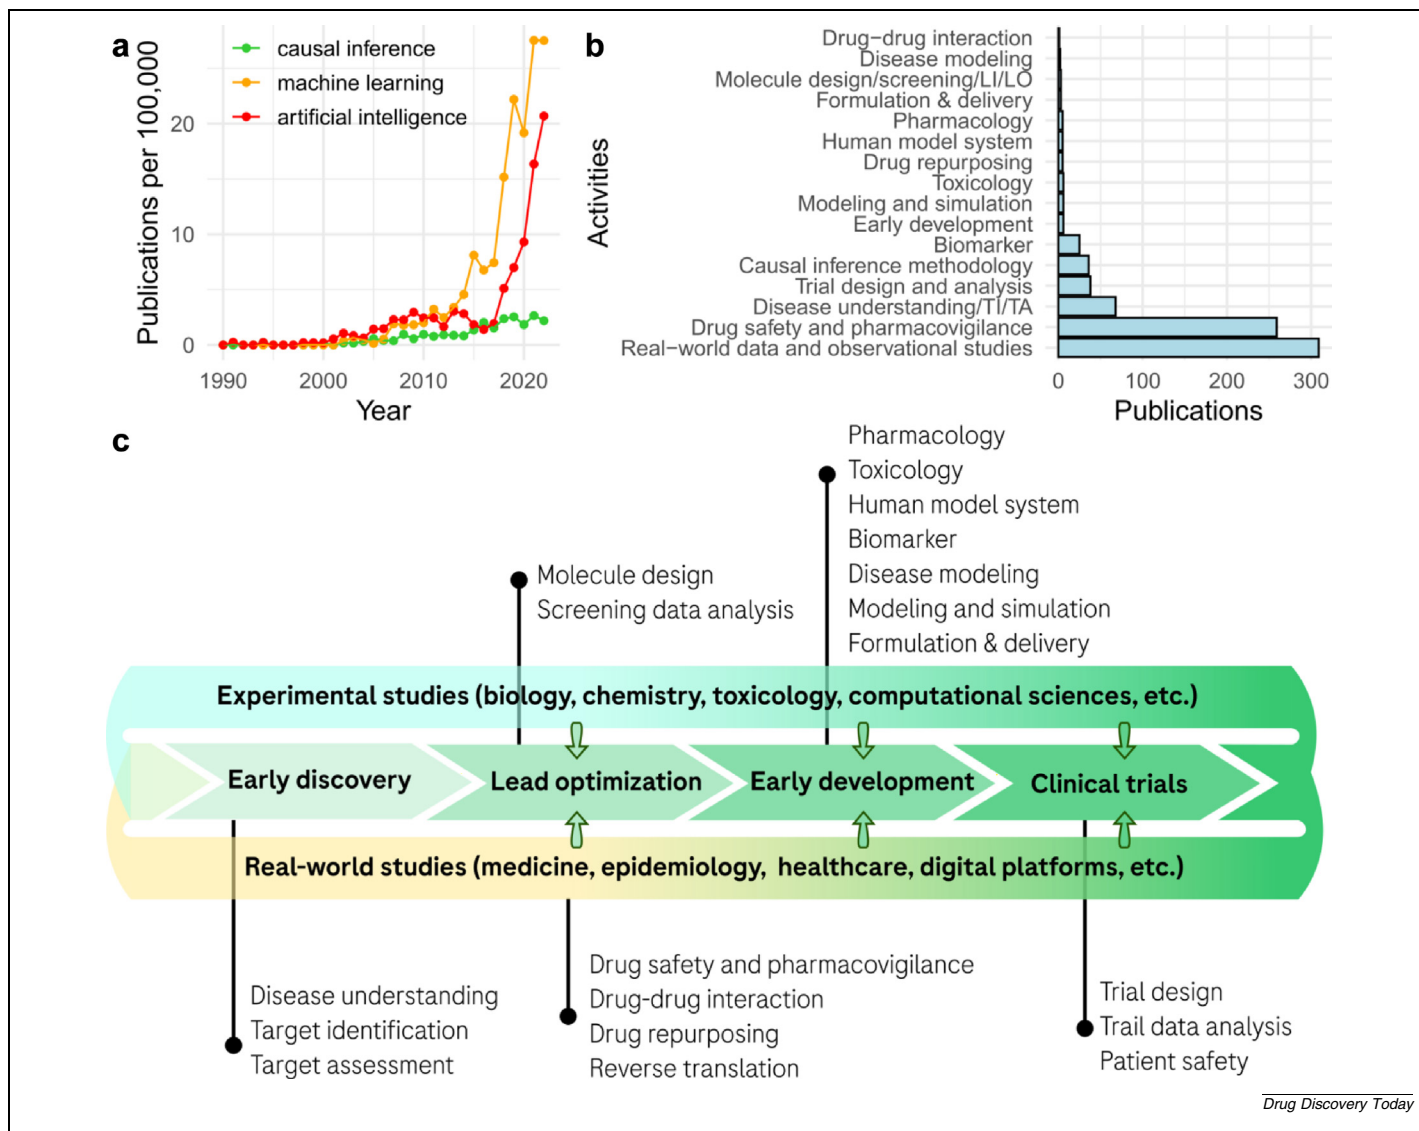 a
Publications per 100,000
causal inference
machine learning
artificial intelligence
20
10
0
1990 2000 2010 2020
Year
b
Activities
Drug−drug interaction
Disease modeling
Molecule design/screening/LI/LO
Formulation & delivery
Pharmacology
Human model system
Drug repurposing
Toxicology
Modeling and simulation
Early development
Biomarker
Causal inference methodology
Trial design and analysis
Disease understanding/TI/TA
Drug safety and pharmacovigilance
Real−world data and observational studies
0 100 200 300
Publications
c
Pharmacology
Toxicology
Human model system
Biomarker
Disease modeling
Modeling and simulation
Formulation & delivery
Molecule design
Screening data analysis
Experimental studies (biology, chemistry, toxicology, computational sciences, etc.)
Early discovery
Lead optimization
Early development
Clinical trials
Real-world studies (medicine, epidemiology, healthcare, digital platforms, etc.)
Disease understanding
Target identification
Target assessment
Drug safety and pharmacovigilance
Drug-drug interaction
Drug repurposing
Reverse translation
Trial design
Trail data analysis
Patient safety
Drug Discovery Today